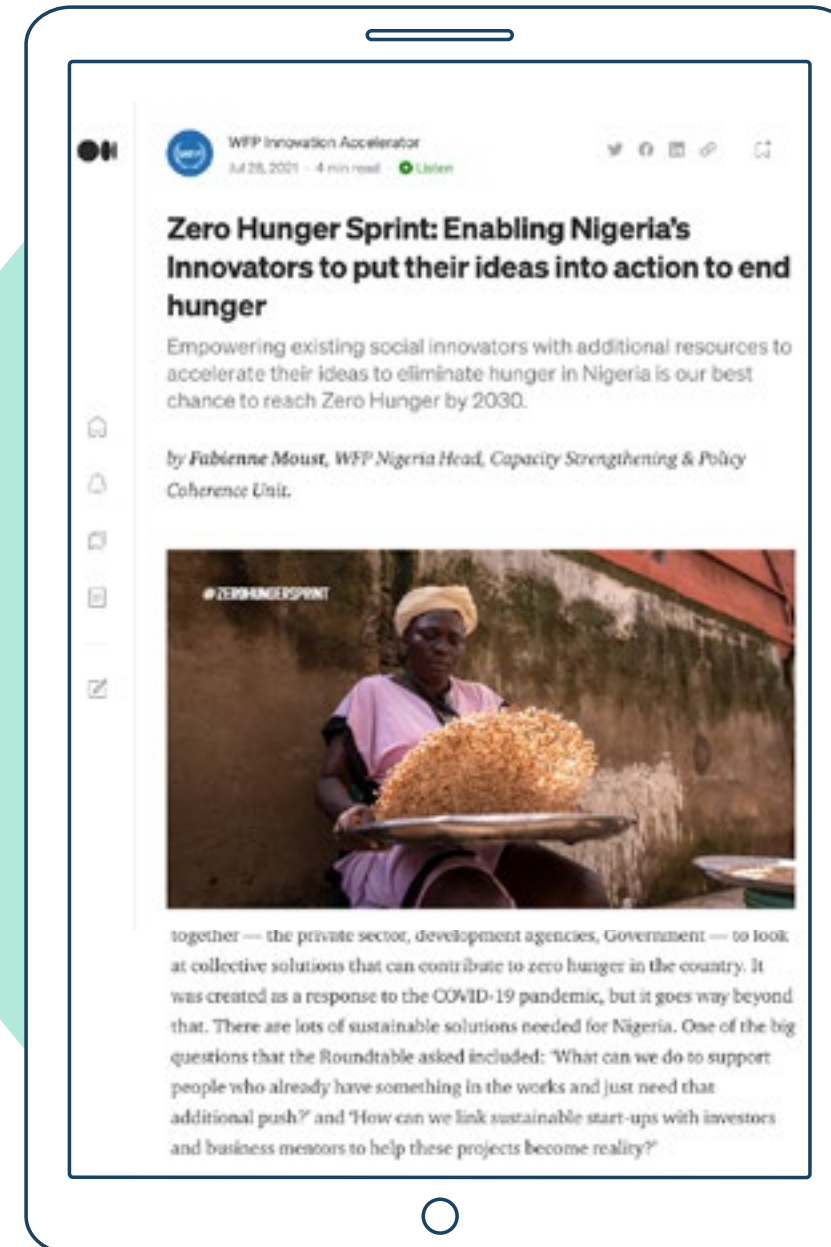 WFP Innovation Accelerator
Jul 28, 2021 · 4 min read · Listen
Zero Hunger Sprint: Enabling Nigeria's
Innovators to put their ideas into action to end
hunger
Empowering existing social innovators with additional resources to
accelerate their ideas to eliminate hunger in Nigeria is our best
chance to reach Zero Hunger by 2030.
by Fabienne Moust, WFP Nigeria Head, Capacity Strengthening & Policy
Coherence Unit.
#ZEROHUNGERSPRINT
together — the private sector, development agencies, Government — to look
at collective solutions that can contribute to zero hunger in the country. It
was created as a response to the COVID-19 pandemic, but it goes way beyond
that. There are lots of sustainable solutions needed for Nigeria. One of the big
questions that the Roundtable asked included: 'What can we do to support
people who already have something in the works and just need that
additional push?' and 'How can we link sustainable start-ups with investors
and business mentors to help these projects become reality?'